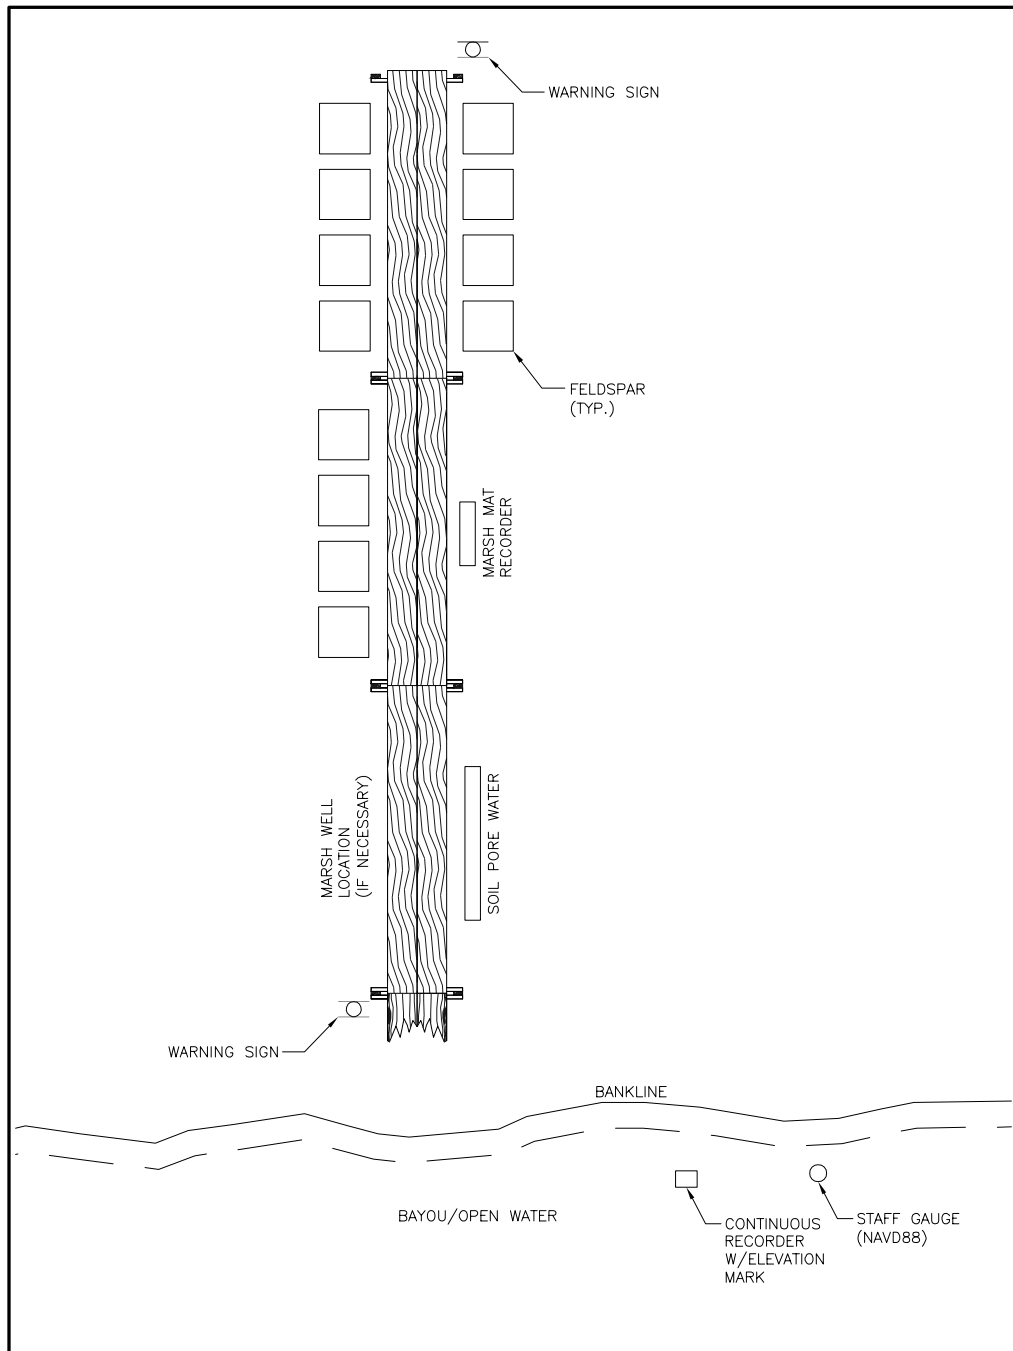 WARNING SIGN
FELDSPAR
(TYP.)
MARSH MAT
RECORDER
MARSH WELL
LOCATION
(IF NECESSARY)
SOIL PORE WATER
WARNING SIGN
BANKLINE
BAYOU/OPEN WATER
CONTINUOUS
RECORDER
W/ELEVATION
MARK
STAFF GAUGE
(NAVD88)